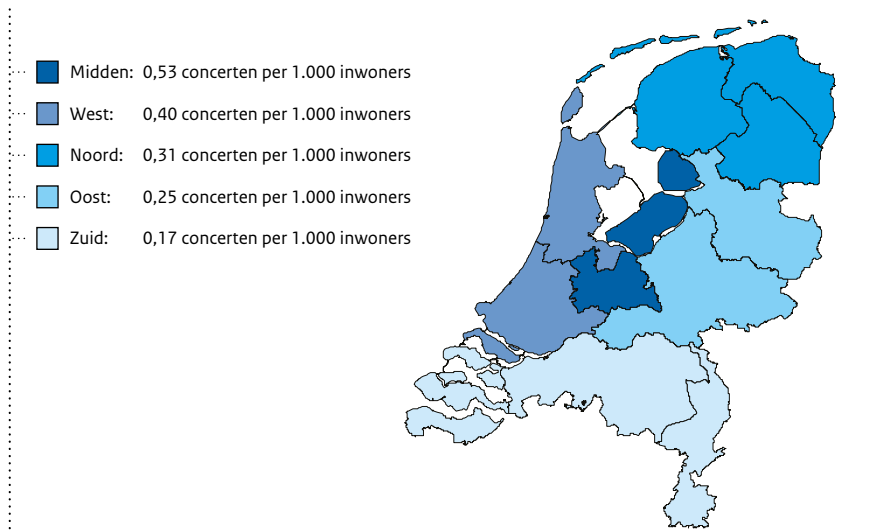 Midden: 0,53 concerten per 1.000 inwoners
West: 0,40 concerten per 1.000 inwoners
Noord: 0,31 concerten per 1.000 inwoners
Oost: 0,25 concerten per 1.000 inwoners
Zuid: 0,17 concerten per 1.000 inwoners